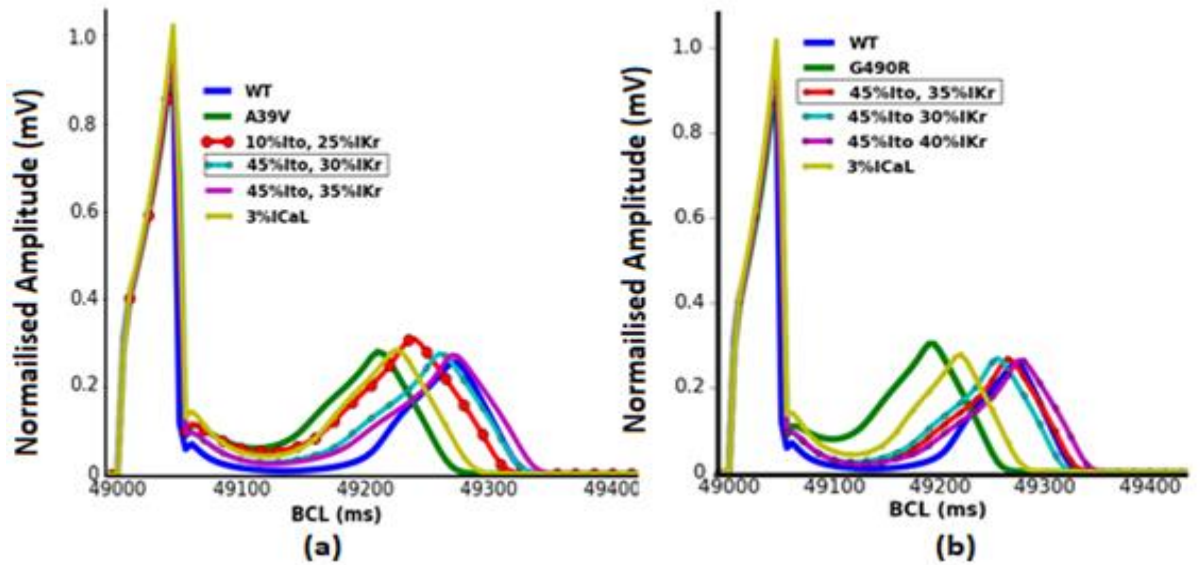 Normailised Amplitude (mV)
1.0
0.8
0.6
0.4
0.2
0
WT
A39V
10%Ito, 25%IKr
45%Ito, 30%IKr
45%Ito, 35%IKr
3%ICaL
49000 49100 49200 49300 49400
BCL (ms)
(a)
Normailised Amplitude (mV)
1.0
0.8
0.6
0.4
0.2
0
WT
G490R
45%Ito, 35%IKr
45%Ito 30%IKr
45%Ito 40%IKr
3%ICaL
49000 49100 49200 49300 49400
BCL (ms)
(b)